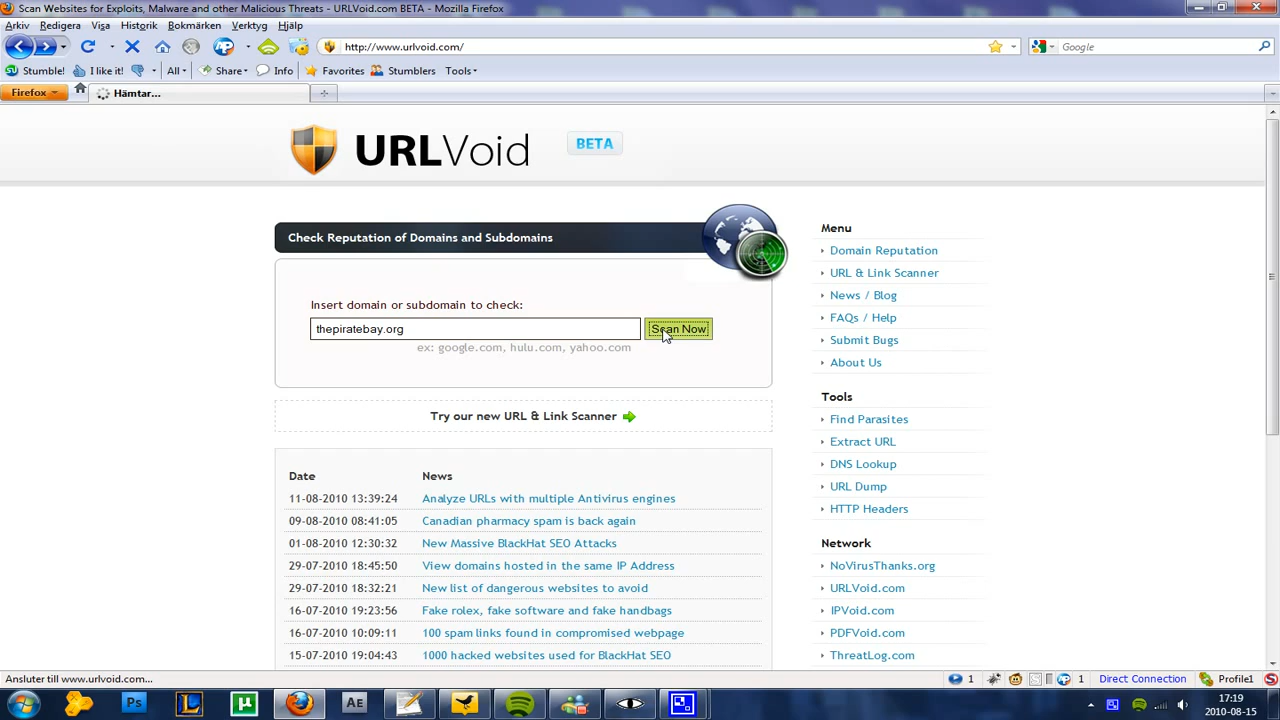 Scan Websites for Exploits, Malware and other Malicious Threats - URLVoid.com BETA - Mozilla Firefox
Arkiv Redigera Visa Historik Bokmärken Verktyg Hjälp
http://www.urlvoid.com/
Google
Stumble! I like it! All Share Info Favorites Stumblers Tools
Firefox Hämtar...
URLVoid BETA
Check Reputation of Domains and Subdomains
Insert domain or subdomain to check:
thepiratebay.org Scan Now
ex: google.com, hulu.com, yahoo.com
Try our new URL & Link Scanner
Date News
11-08-2010 13:39:24 Analyze URLs with multiple Antivirus engines
09-08-2010 08:41:05 Canadian pharmacy spam is back again
01-08-2010 12:30:32 New Massive BlackHat SEO Attacks
29-07-2010 18:45:50 View domains hosted in the same IP Address
29-07-2010 18:32:21 New list of dangerous websites to avoid
16-07-2010 19:23:56 Fake rolex, fake software and fake handbags
16-07-2010 10:09:11 100 spam links found in compromised webpage
15-07-2010 19:04:43 1000 hacked websites used for BlackHat SEO
Menu
Domain Reputation
URL & Link Scanner
News / Blog
FAQs / Help
Submit Bugs
About Us
Tools
Find Parasites
Extract URL
DNS Lookup
URL Dump
HTTP Headers
Network
NoVirusThanks.org
URLVoid.com
IPVoid.com
PDFVoid.com
ThreatLog.com
Ansluter till www.urlvoid.com...
1 1 Direct Connection Profile1
Ps L µ Ae
17:19
2010-08-15